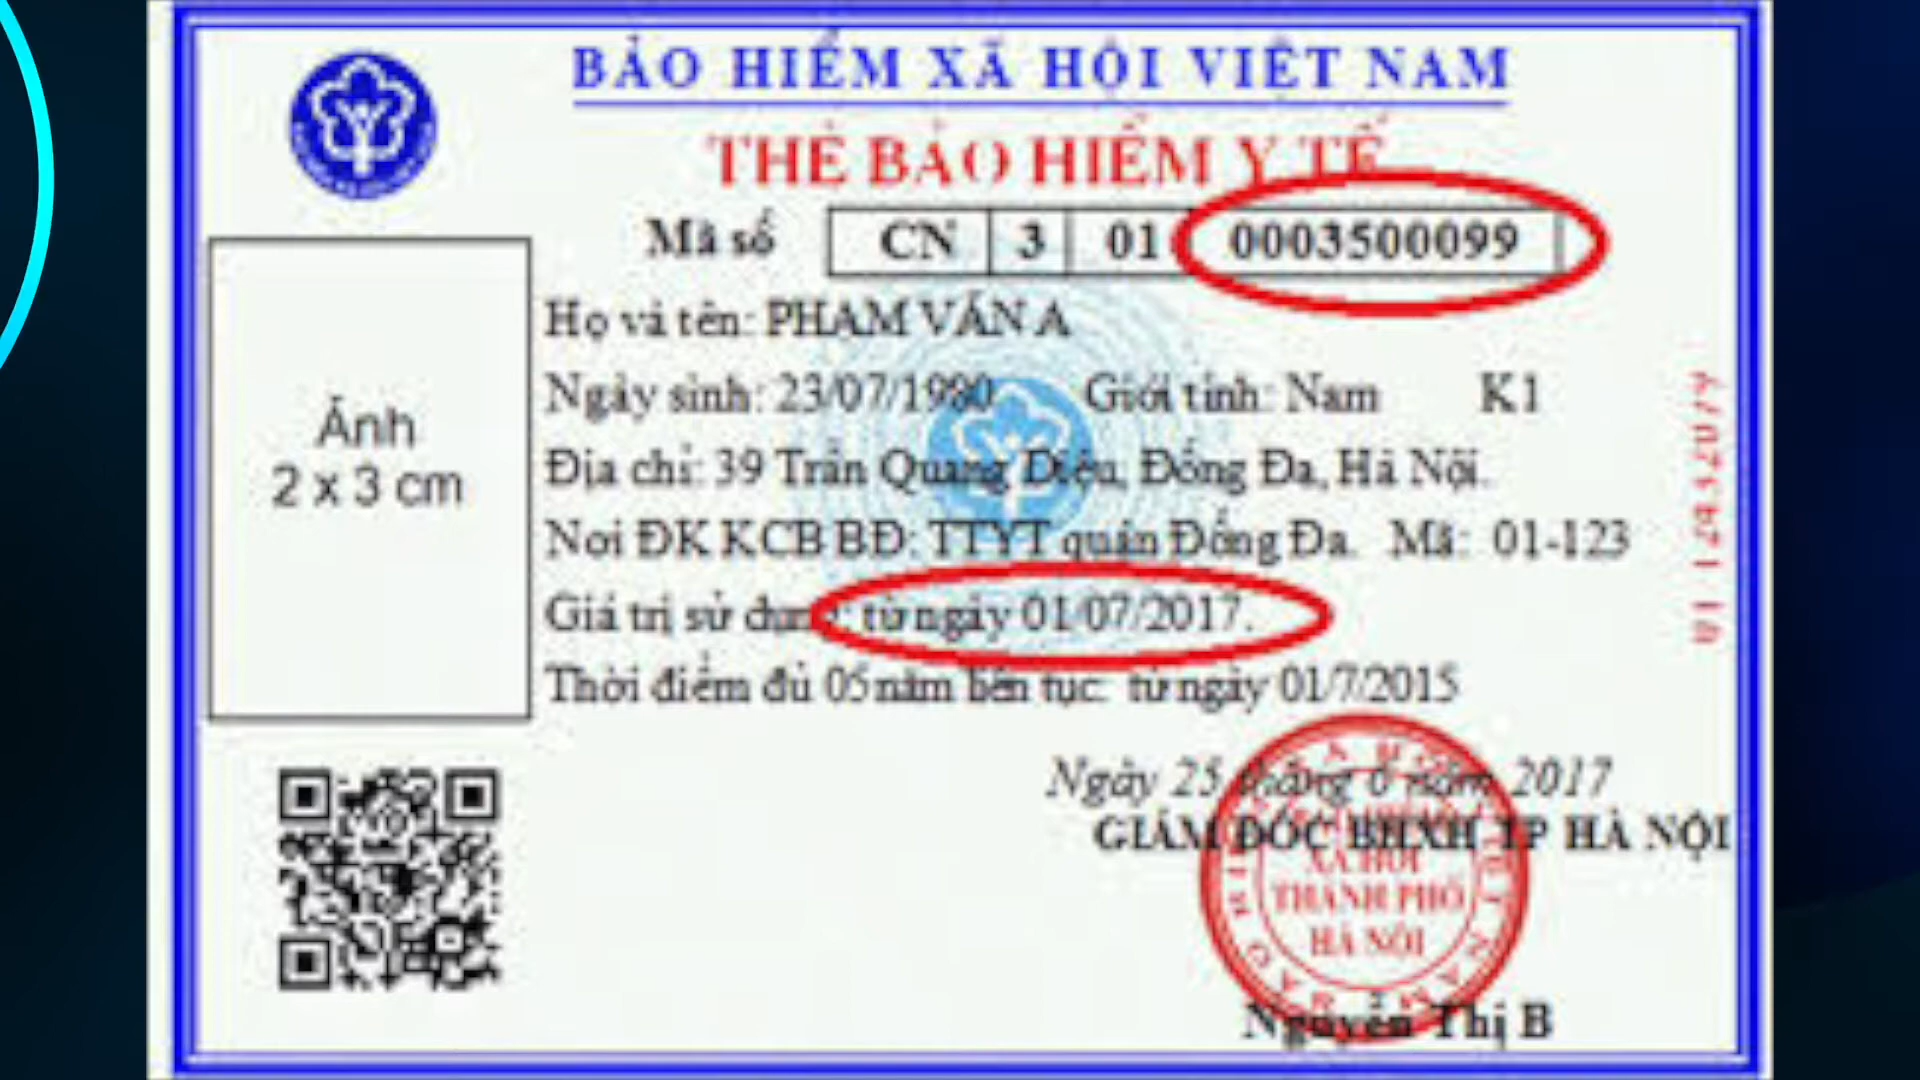 BẢO HIỂM XÃ HỘI VIỆT NAM
THẺ BẢO HIỂM Y TẾ
Mã số CN 3 01 0003500099
Họ và tên: PHẠM VĂN A
Ngày sinh: 23/07/1980 Giới tính: Nam K1
Địa chỉ: 39 Trần Quang Diệu, Đống Đa, Hà Nội.
Nơi ĐK KCB BĐ: TTYT quận Đống Đa. Mã: 01-123
Giá trị sử dụng: từ ngày 01/07/2017.
Thời điểm đủ 05 năm liên tục: từ ngày 01/7/2015
Ảnh
2 x 3 cm
Ngày 25 tháng 6 năm 2017
GIÁM ĐỐC BHXH TP HÀ NỘI
XÃ HỘI
THÀNH PHỐ
HÀ NỘI
Nguyễn Thị B